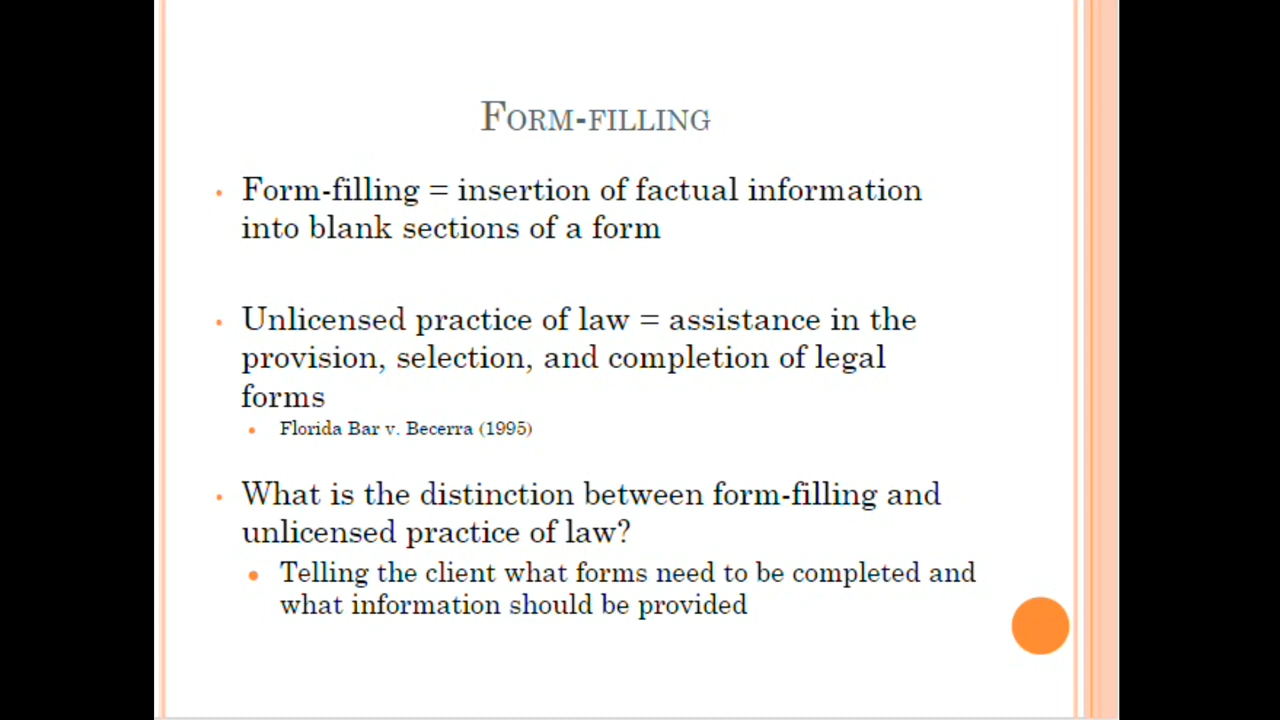 FORM-FILLING
Form-filling = insertion of factual information
into blank sections of a form
Unlicensed practice of law = assistance in the
provision, selection, and completion of legal
forms
Florida Bar v. Becerra (1995)
What is the distinction between form-filling and
unlicensed practice of law?
Telling the client what forms need to be completed and
what information should be provided